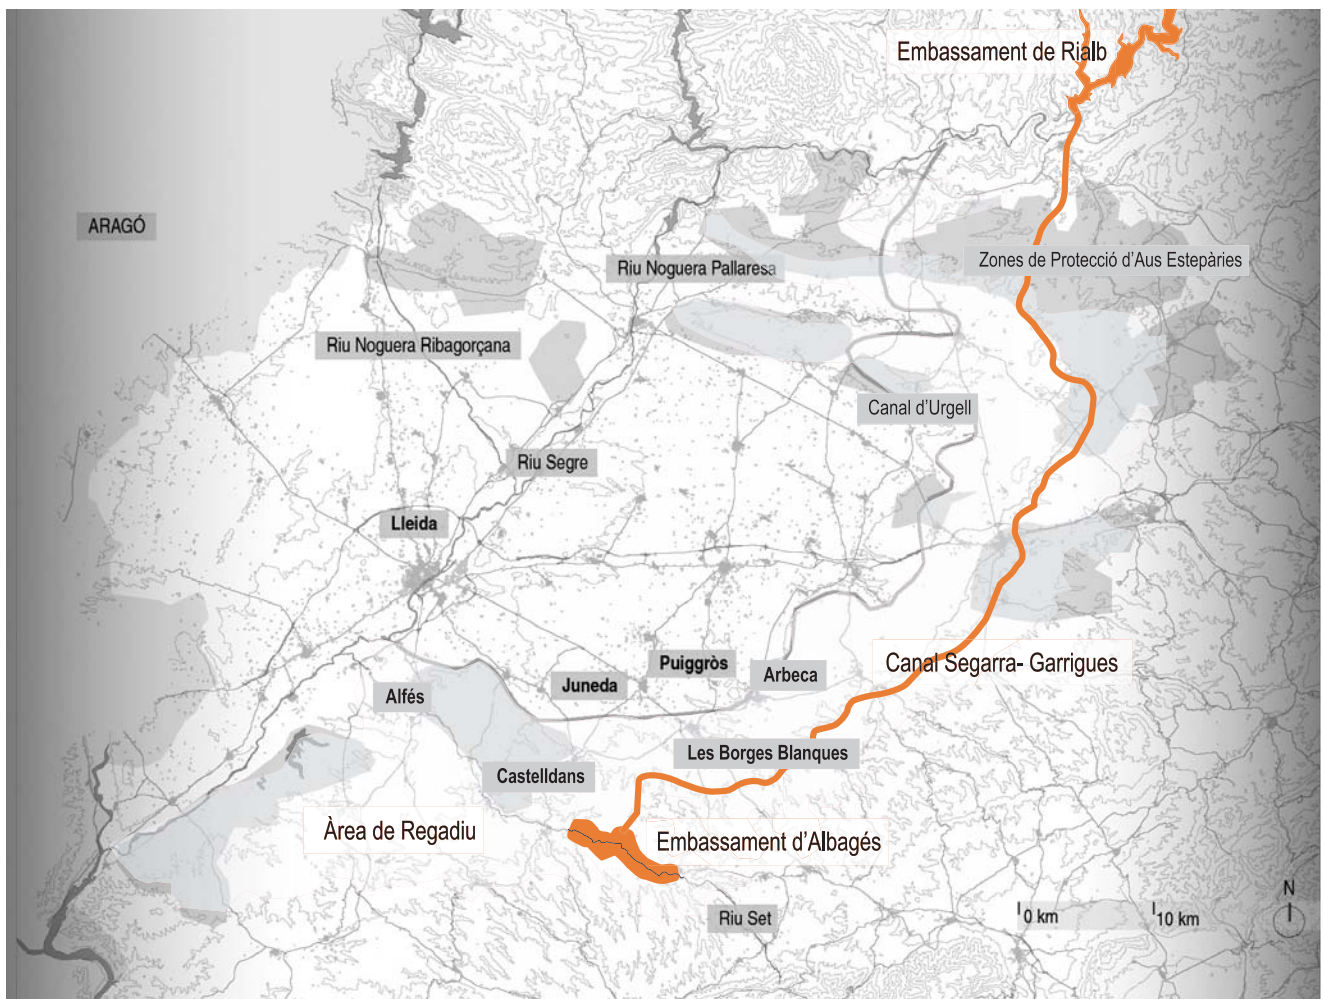 Embassament de Rialb
ARAGÓ
Zones de Protecció d'Aus Estepàries
Riu Noguera Pallaresa
Riu Noguera Ribagorçana
Canal d'Urgell
Riu Segre
Lleida
Puiggròs
Canal Segarra- Garrigues
Arbeca
Juneda
Alfés
Les Borges Blanques
Castelldans
Àrea de Regadiu
Embassament d'Albagés
Riu Set
N
0 km
10 km